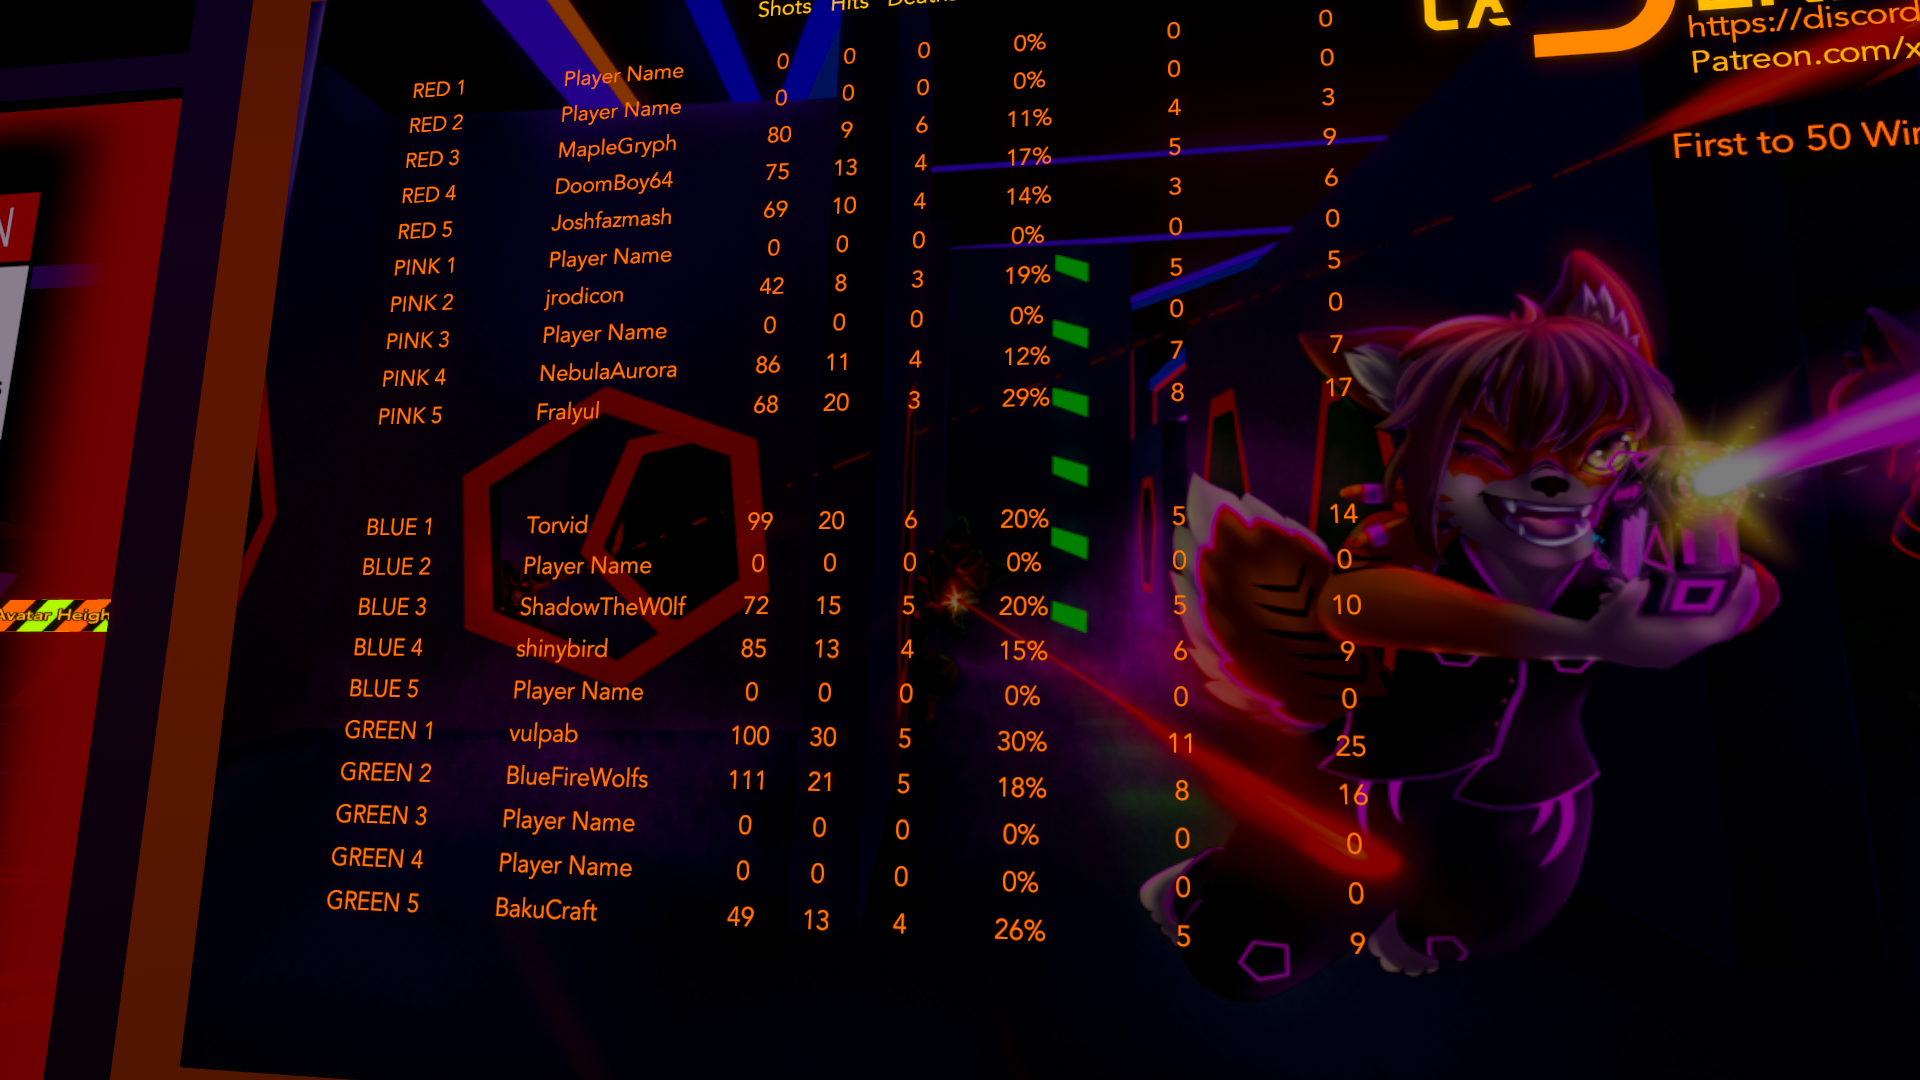 Shots Hits Deaths
RED 1 Player Name 0 0 0 0% 0 0
RED 2 Player Name 0 0 0 0% 0 0
RED 3 MapleGryph 80 9 6 11% 4 3
RED 4 DoomBoy64 75 13 4 17% 5 9
RED 5 Joshfazmash 69 10 4 14% 3 6
PINK 1 Player Name 0 0 0 0% 0 0
PINK 2 jrodicon 42 8 3 19% 5 5
PINK 3 Player Name 0 0 0 0% 0 0
PINK 4 NebulaAurora 86 11 4 12% 7 7
PINK 5 Fralyul 68 20 3 29% 8 17
BLUE 1 Torvid 99 20 6 20% 5 14
BLUE 2 Player Name 0 0 0 0% 0 0
BLUE 3 ShadowTheW0lf 72 15 5 20% 5 10
BLUE 4 shinybird 85 13 4 15% 6 9
BLUE 5 Player Name 0 0 0 0% 0 0
GREEN 1 vulpab 100 30 5 30% 11 25
GREEN 2 BlueFireWolfs 111 21 5 18% 8 16
GREEN 3 Player Name 0 0 0 0% 0 0
GREEN 4 Player Name 0 0 0 0% 0 0
GREEN 5 BakuCraft 49 13 4 26% 5 9
LA
https://discord
Patreon.com/x
First to 50 Win
Avatar Heigh